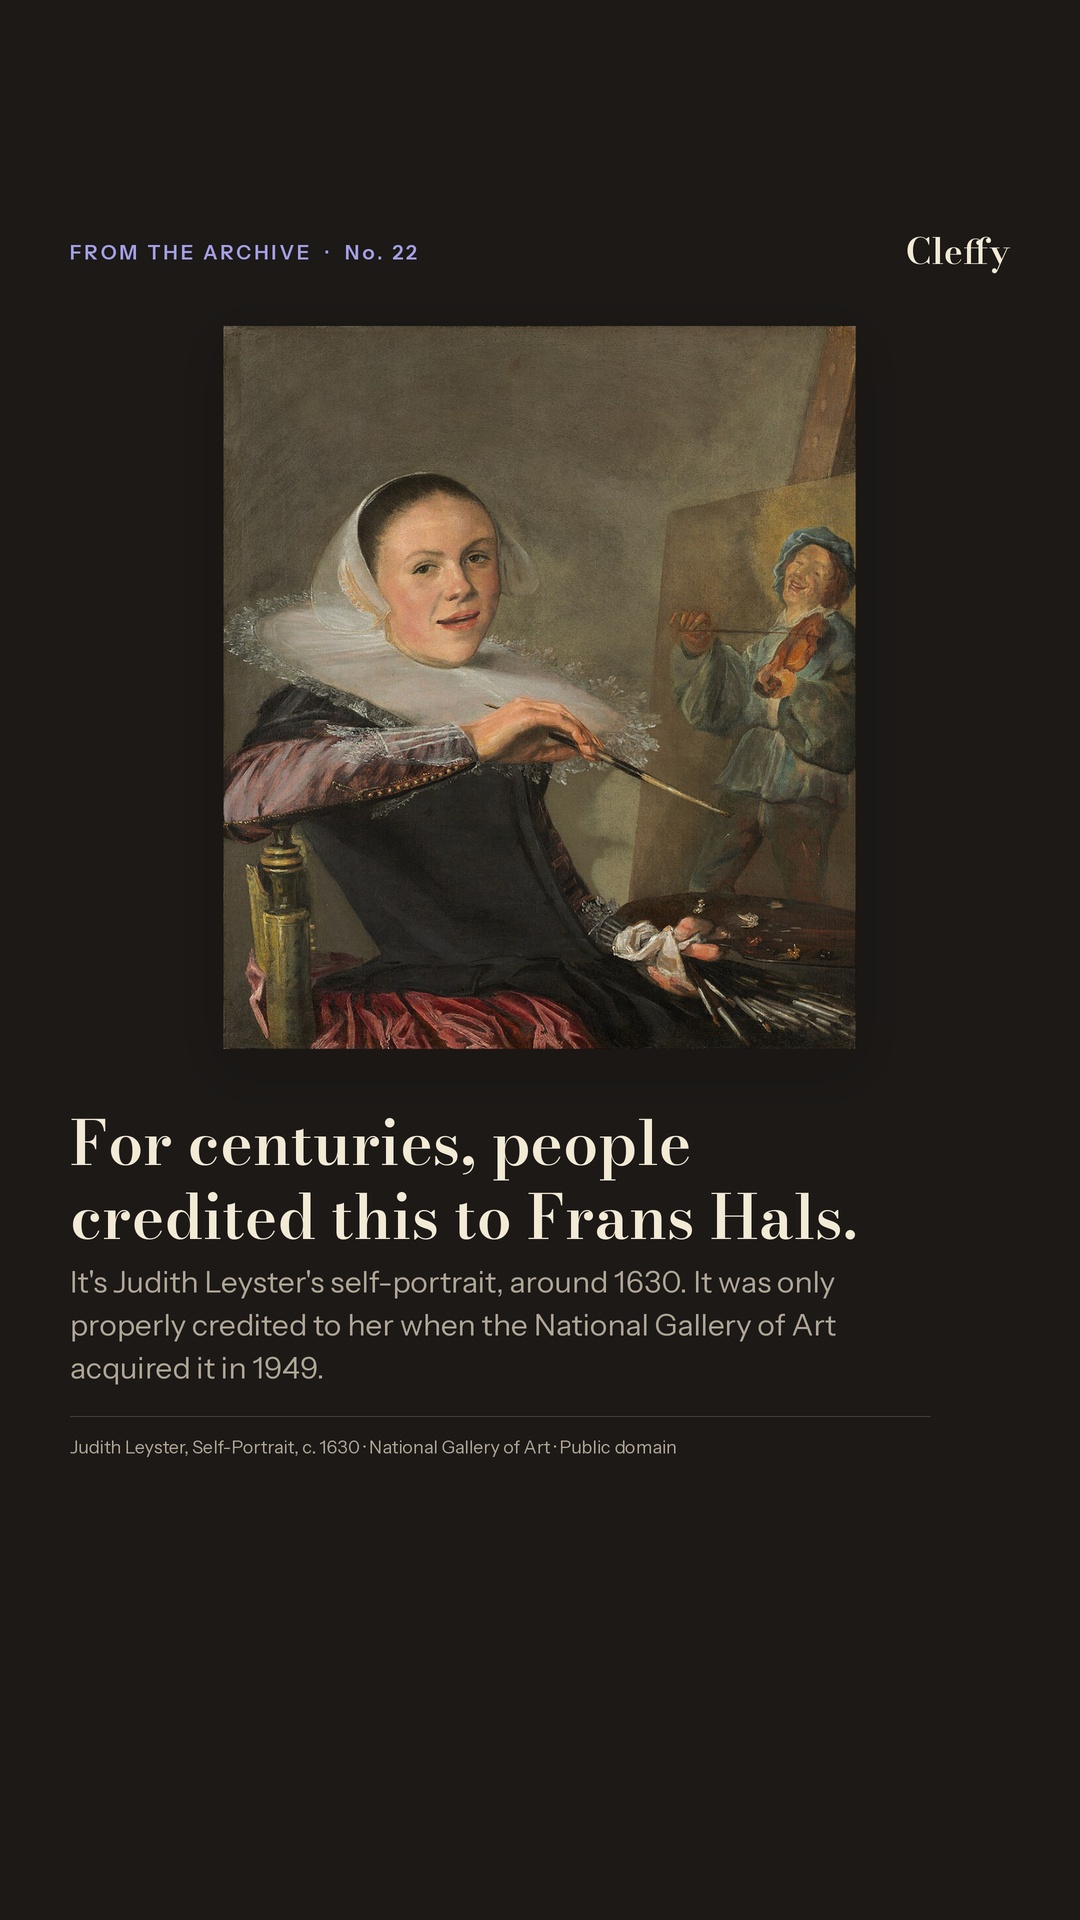 FROM THE ARCHIVE · No. 22
Cleffy
For centuries, people
credited this to Frans Hals.
It's Judith Leyster's self-portrait, around 1630. It was only
properly credited to her when the National Gallery of Art
acquired it in 1949.
Judith Leyster, Self-Portrait, c. 1630 · National Gallery of Art · Public domain